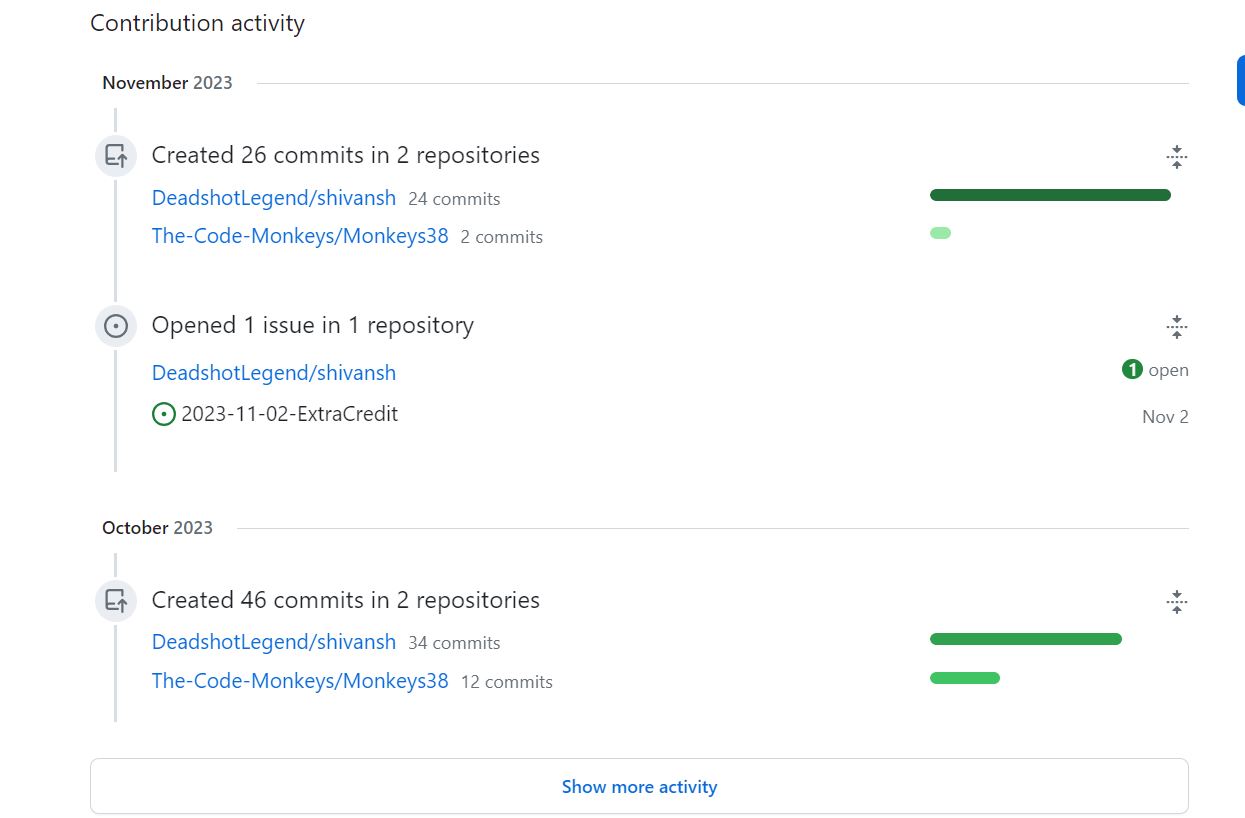 Contribution activity
November 2023
Created 26 commits in 2 repositories
DeadshotLegend/shivansh 24 commits
The-Code-Monkeys/Monkeys38 2 commits
Opened 1 issue in 1 repository
DeadshotLegend/shivansh 1 open
2023-11-02-ExtraCredit Nov 2
October 2023
Created 46 commits in 2 repositories
DeadshotLegend/shivansh 34 commits
The-Code-Monkeys/Monkeys38 12 commits
Show more activity